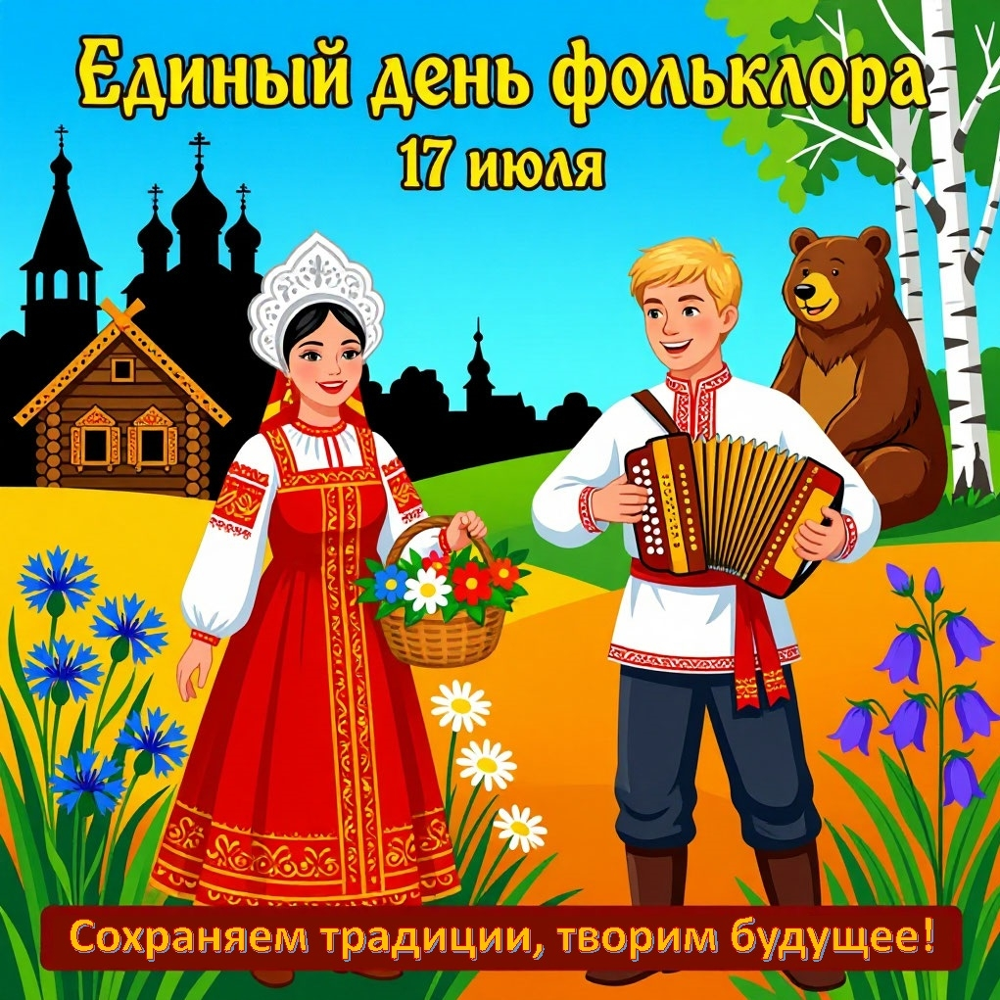 Единый день фольклора
17 июля
Сохраняем традиции, творим будущее!